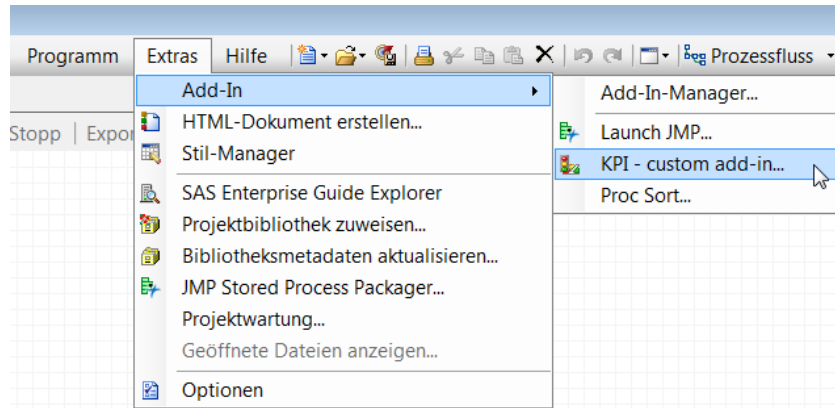 Programm Extras Hilfe Prozessfluss
Stopp Expor
Add-In
HTML-Dokument erstellen...
Stil-Manager
SAS Enterprise Guide Explorer
Projektbibliothek zuweisen...
Bibliotheksmetadaten aktualisieren...
JMP Stored Process Packager...
Projektwartung...
Geöffnete Dateien anzeigen...
Optionen
Add-In-Manager...
Launch JMP...
KPI - custom add-in...
Proc Sort...